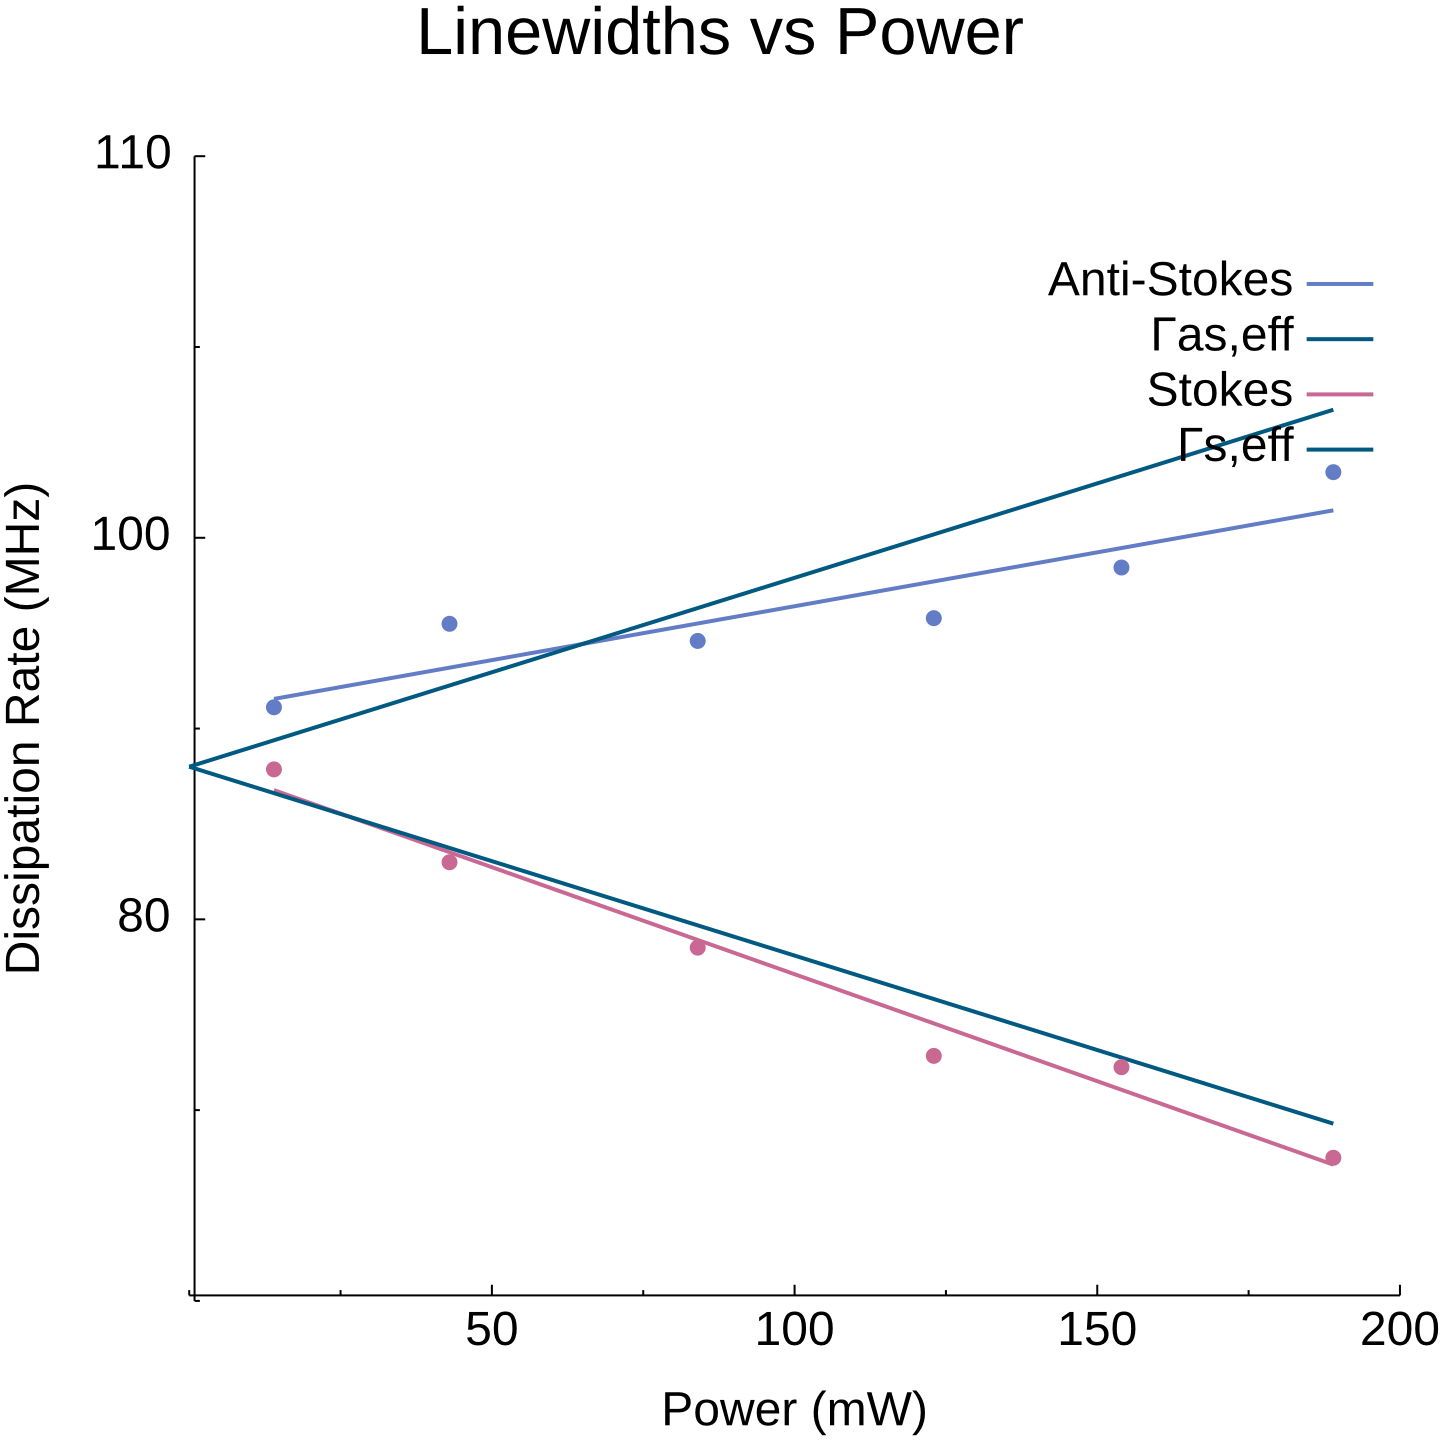 Linewidths vs Power
110
Anti-Stokes
Γas,eff
Stokes
Γs,eff
100
Dissipation Rate (MHz)
80
50
100
150
200
Power (mW)